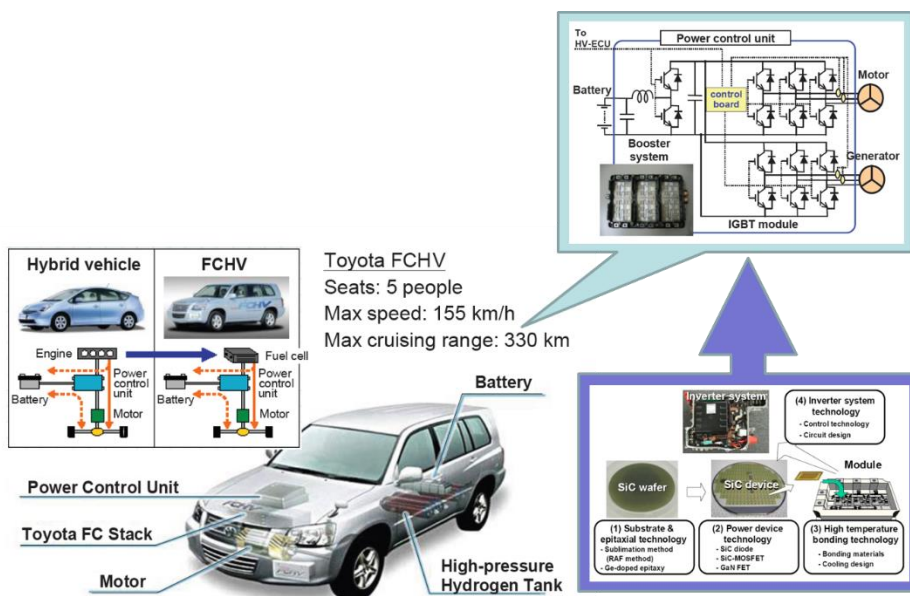 Power control unit
To
HV-ECU
Motor
Battery
control
board
Booster
system
Generator
IGBT module
Hybrid vehicle
FCHV
FCHV
Engine
Fuel cell
Power
control
unit
Battery
Motor
Power
control
unit
Battery
Motor
Toyota FCHV
Seats: 5 people
Max speed: 155 km/h
Max cruising range: 330 km
Battery
Power Control Unit
Toyota FC Stack
Motor
High-pressure
Hydrogen Tank
FCHV
FCHV
Inverter system
(4) Inverter system
technology
- Control technology
- Circuit design
Module
SiC wafer
SiC device
(1) Substrate &
epitaxial technology
- Sublimation method
(RAF method)
- Ge-doped epitaxy
(2) Power device
technology
- SiC diode
- SiC-MOSFET
- GaN FET
(3) High temperature
bonding technology
- Bonding materials
- Cooling design